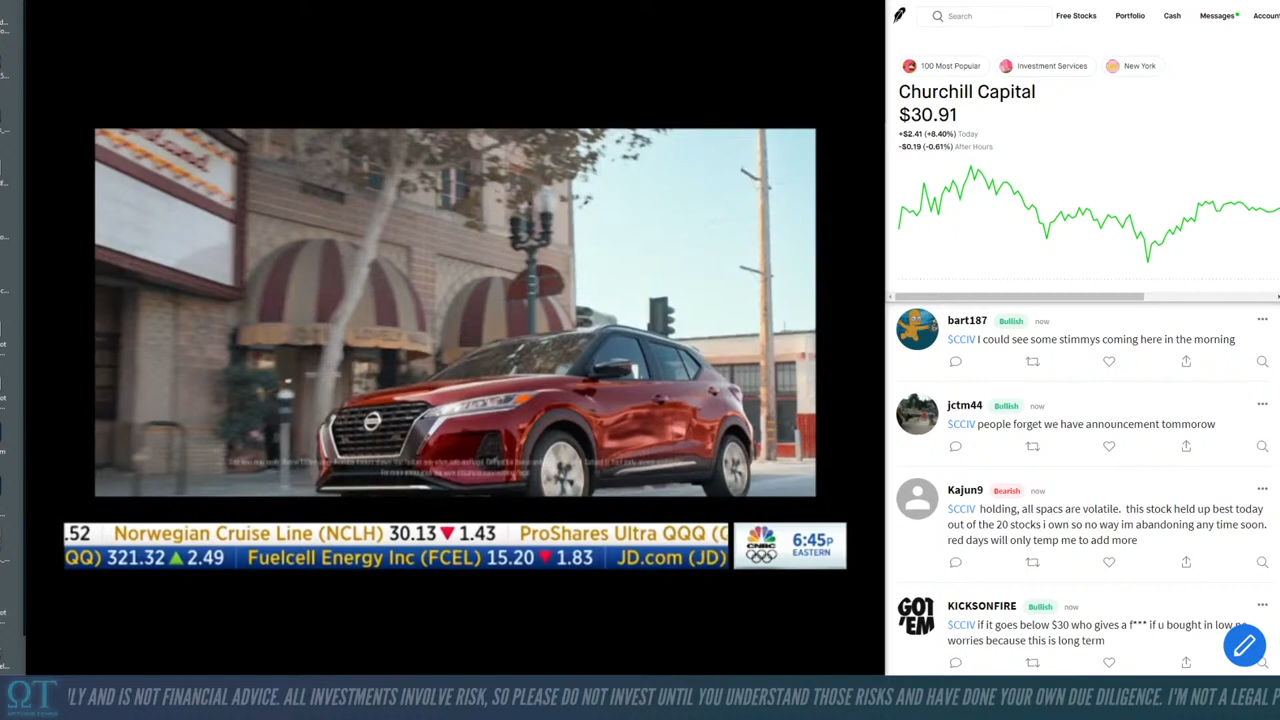 Search
Free Stocks
Portfolio
Cash
Messages
Accoun
100 Most Popular
Investment Services
New York
Churchill Capital
$30.91
+$2.41 (+8.40%) Today
-$0.19 (-0.61%) After Hours
bart187 Bullish now
$CCIV I could see some stimmys coming here in the morning
jctm44 Bullish now
$CCIV people forget we have announcement tommorow
Kajun9 Bearish now
$CCIV holding, all spacs are volatile. this stock held up best today
out of the 20 stocks i own so no way im abandoning any time soon.
red days will only temp me to add more
KICKSONFIRE Bullish now
$CCIV if it goes below $30 who gives a f*** if u bought in low no
worries because this is long term
GOT
'EM
.52 Norwegian Cruise Line (NCLH) 30.13▼1.43 ProShares Ultra QQQ (Q
QQ) 321.32▲2.49 Fuelcell Energy Inc (FCEL) 15.20▼1.83 JD.com (JD)
CNBC
6:45P
EASTERN
ΩT
LY AND IS NOT FINANCIAL ADVICE. ALL INVESTMENTS INVOLVE RISK, SO PLEASE DO NOT INVEST UNTIL YOU UNDERSTAND THOSE RISKS AND HAVE DONE YOUR OWN DUE DILIGENCE. I'M NOT A LEGAL P